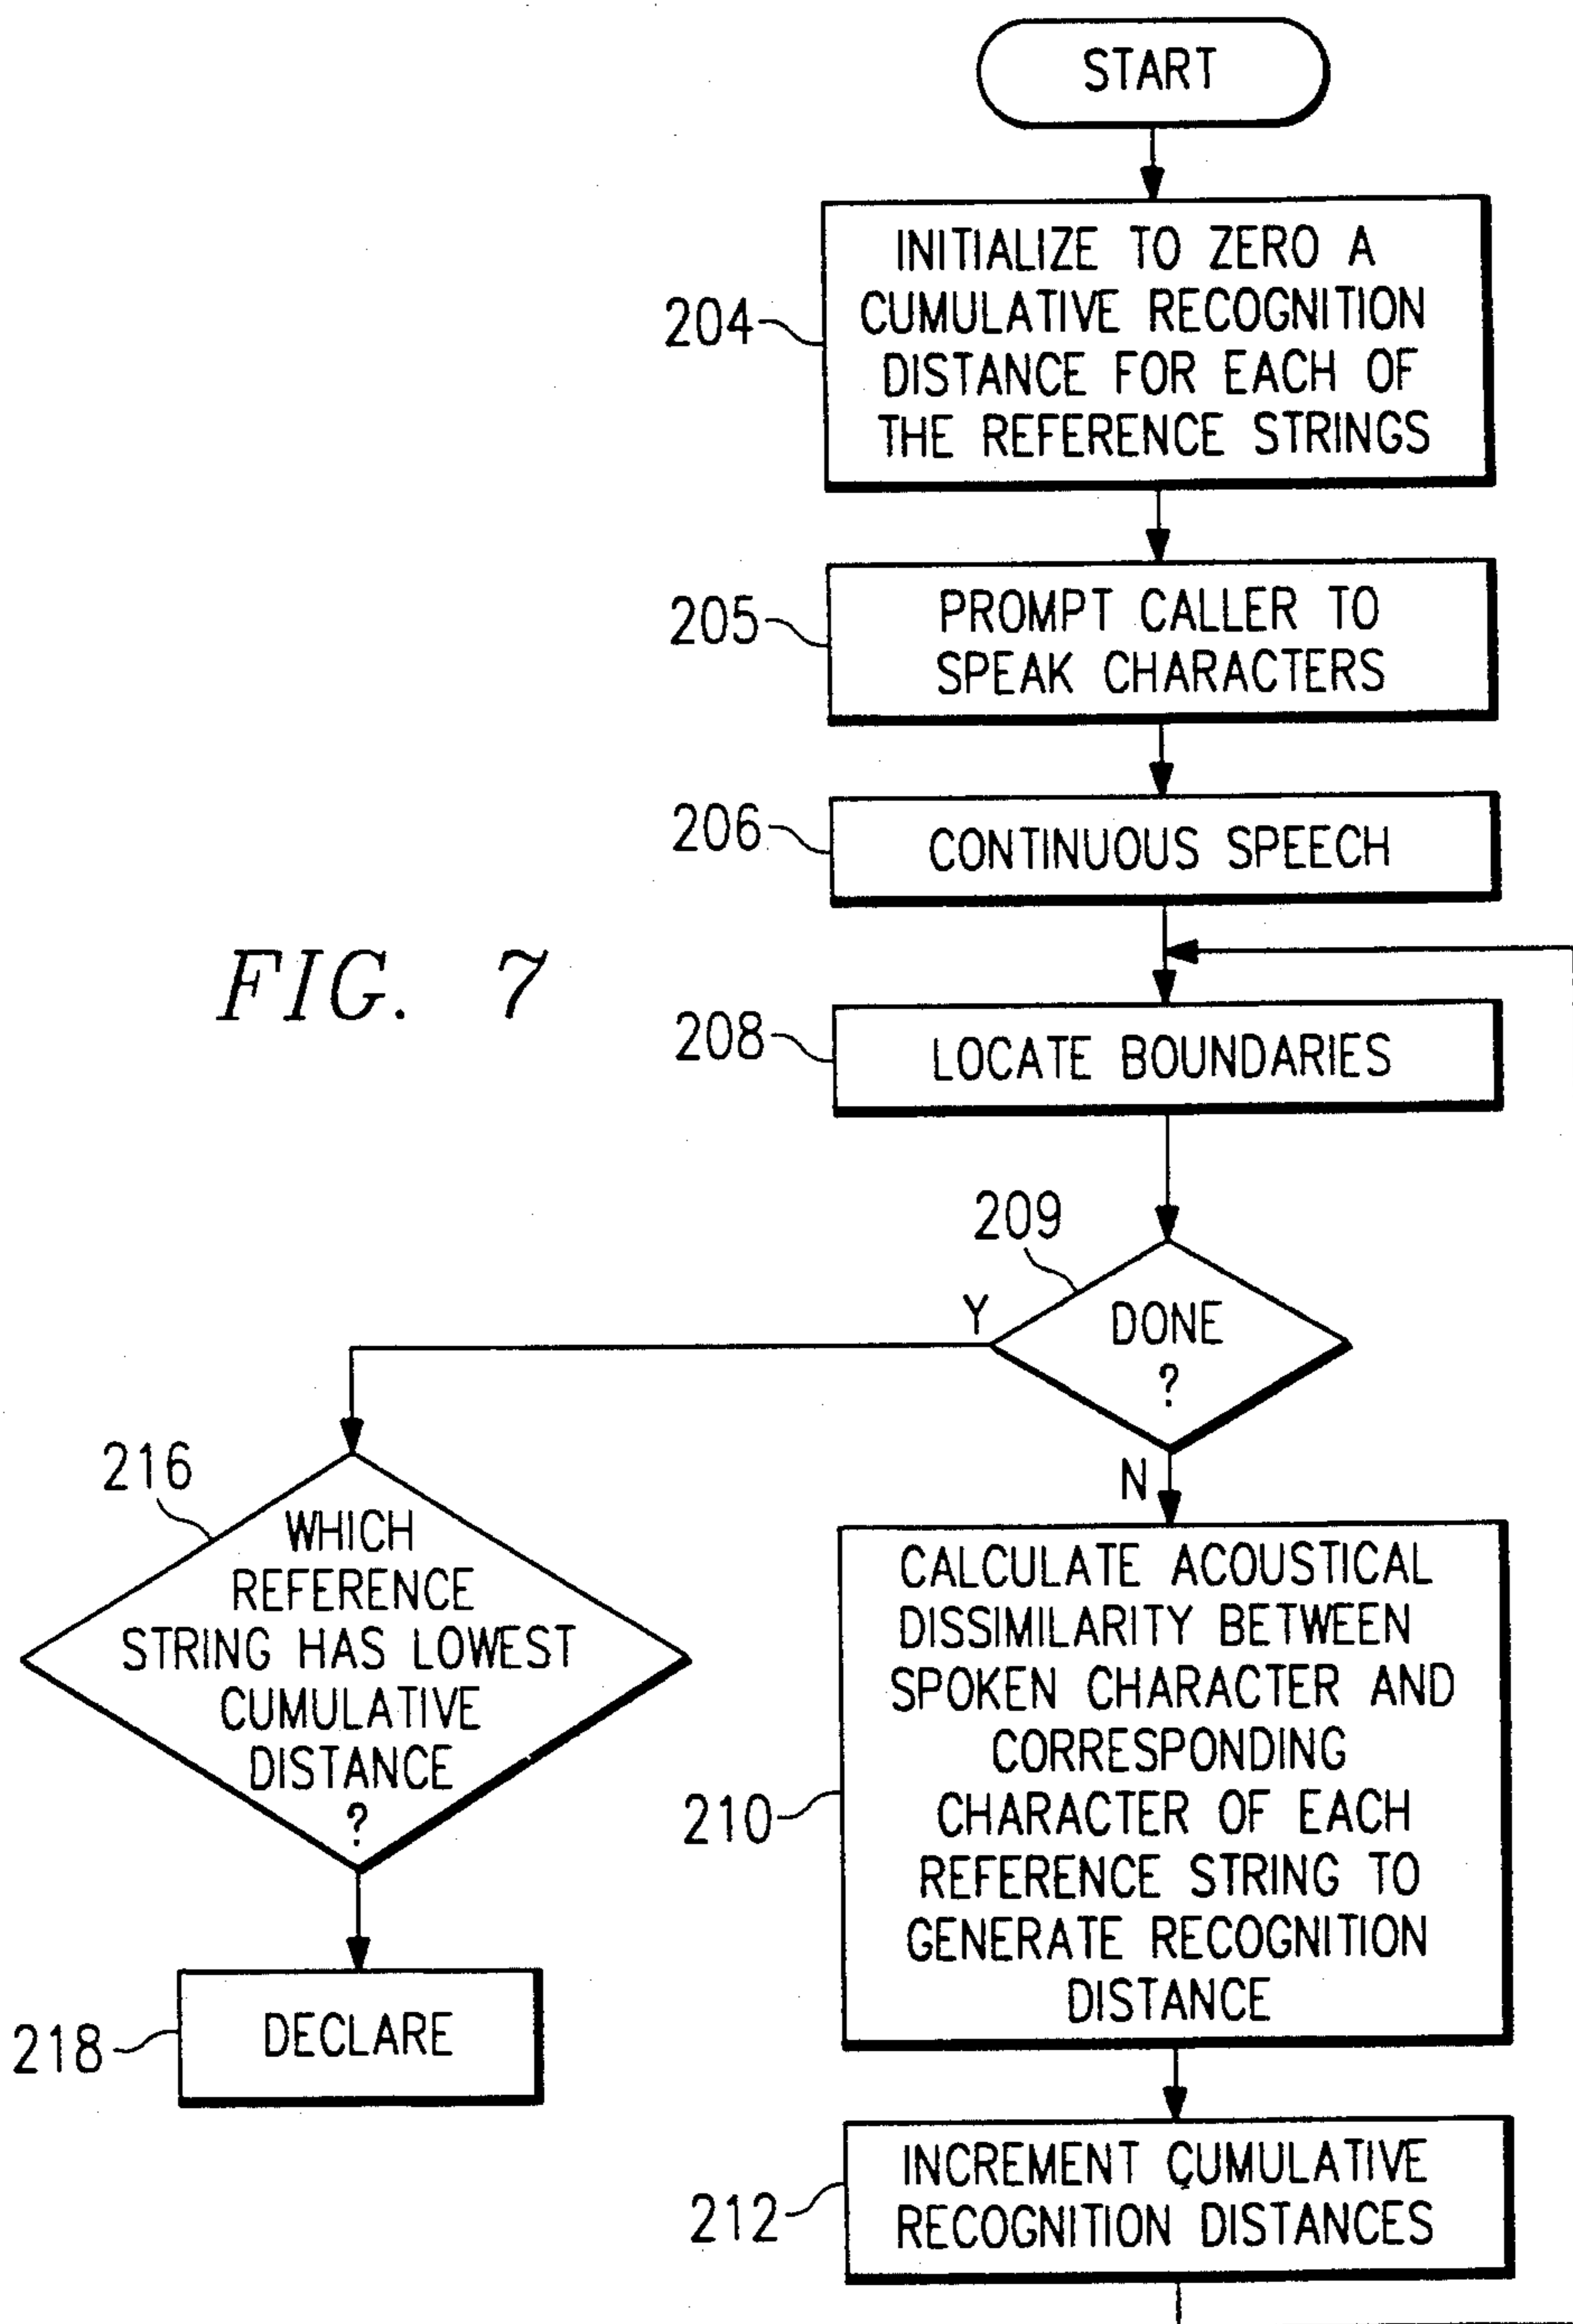 START
204
INITIALIZE TO ZERO A
CUMULATIVE RECOGNITION
DISTANCE FOR EACH OF
THE REFERENCE STRINGS
205
PROMPT CALLER TO
SPEAK CHARACTERS
206
CONTINUOUS SPEECH
FIG. 7
208
LOCATE BOUNDARIES
209
Y
DONE
?
N
216
WHICH
REFERENCE
STRING HAS LOWEST
CUMULATIVE
DISTANCE
?
218
DECLARE
210
CALCULATE ACOUSTICAL
DISSIMILARITY BETWEEN
SPOKEN CHARACTER AND
CORRESPONDING
CHARACTER OF EACH
REFERENCE STRING TO
GENERATE RECOGNITION
DISTANCE
212
INCREMENT CUMULATIVE
RECOGNITION DISTANCES